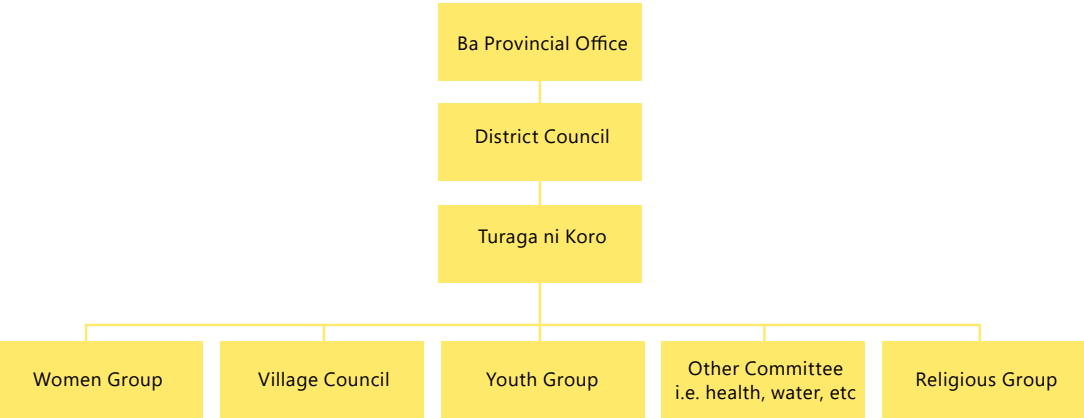 Ba Provincial Office
District Council
Turaga ni Koro
Women Group
Village Council
Youth Group
Other Committee
i.e. health, water, etc
Religious Group